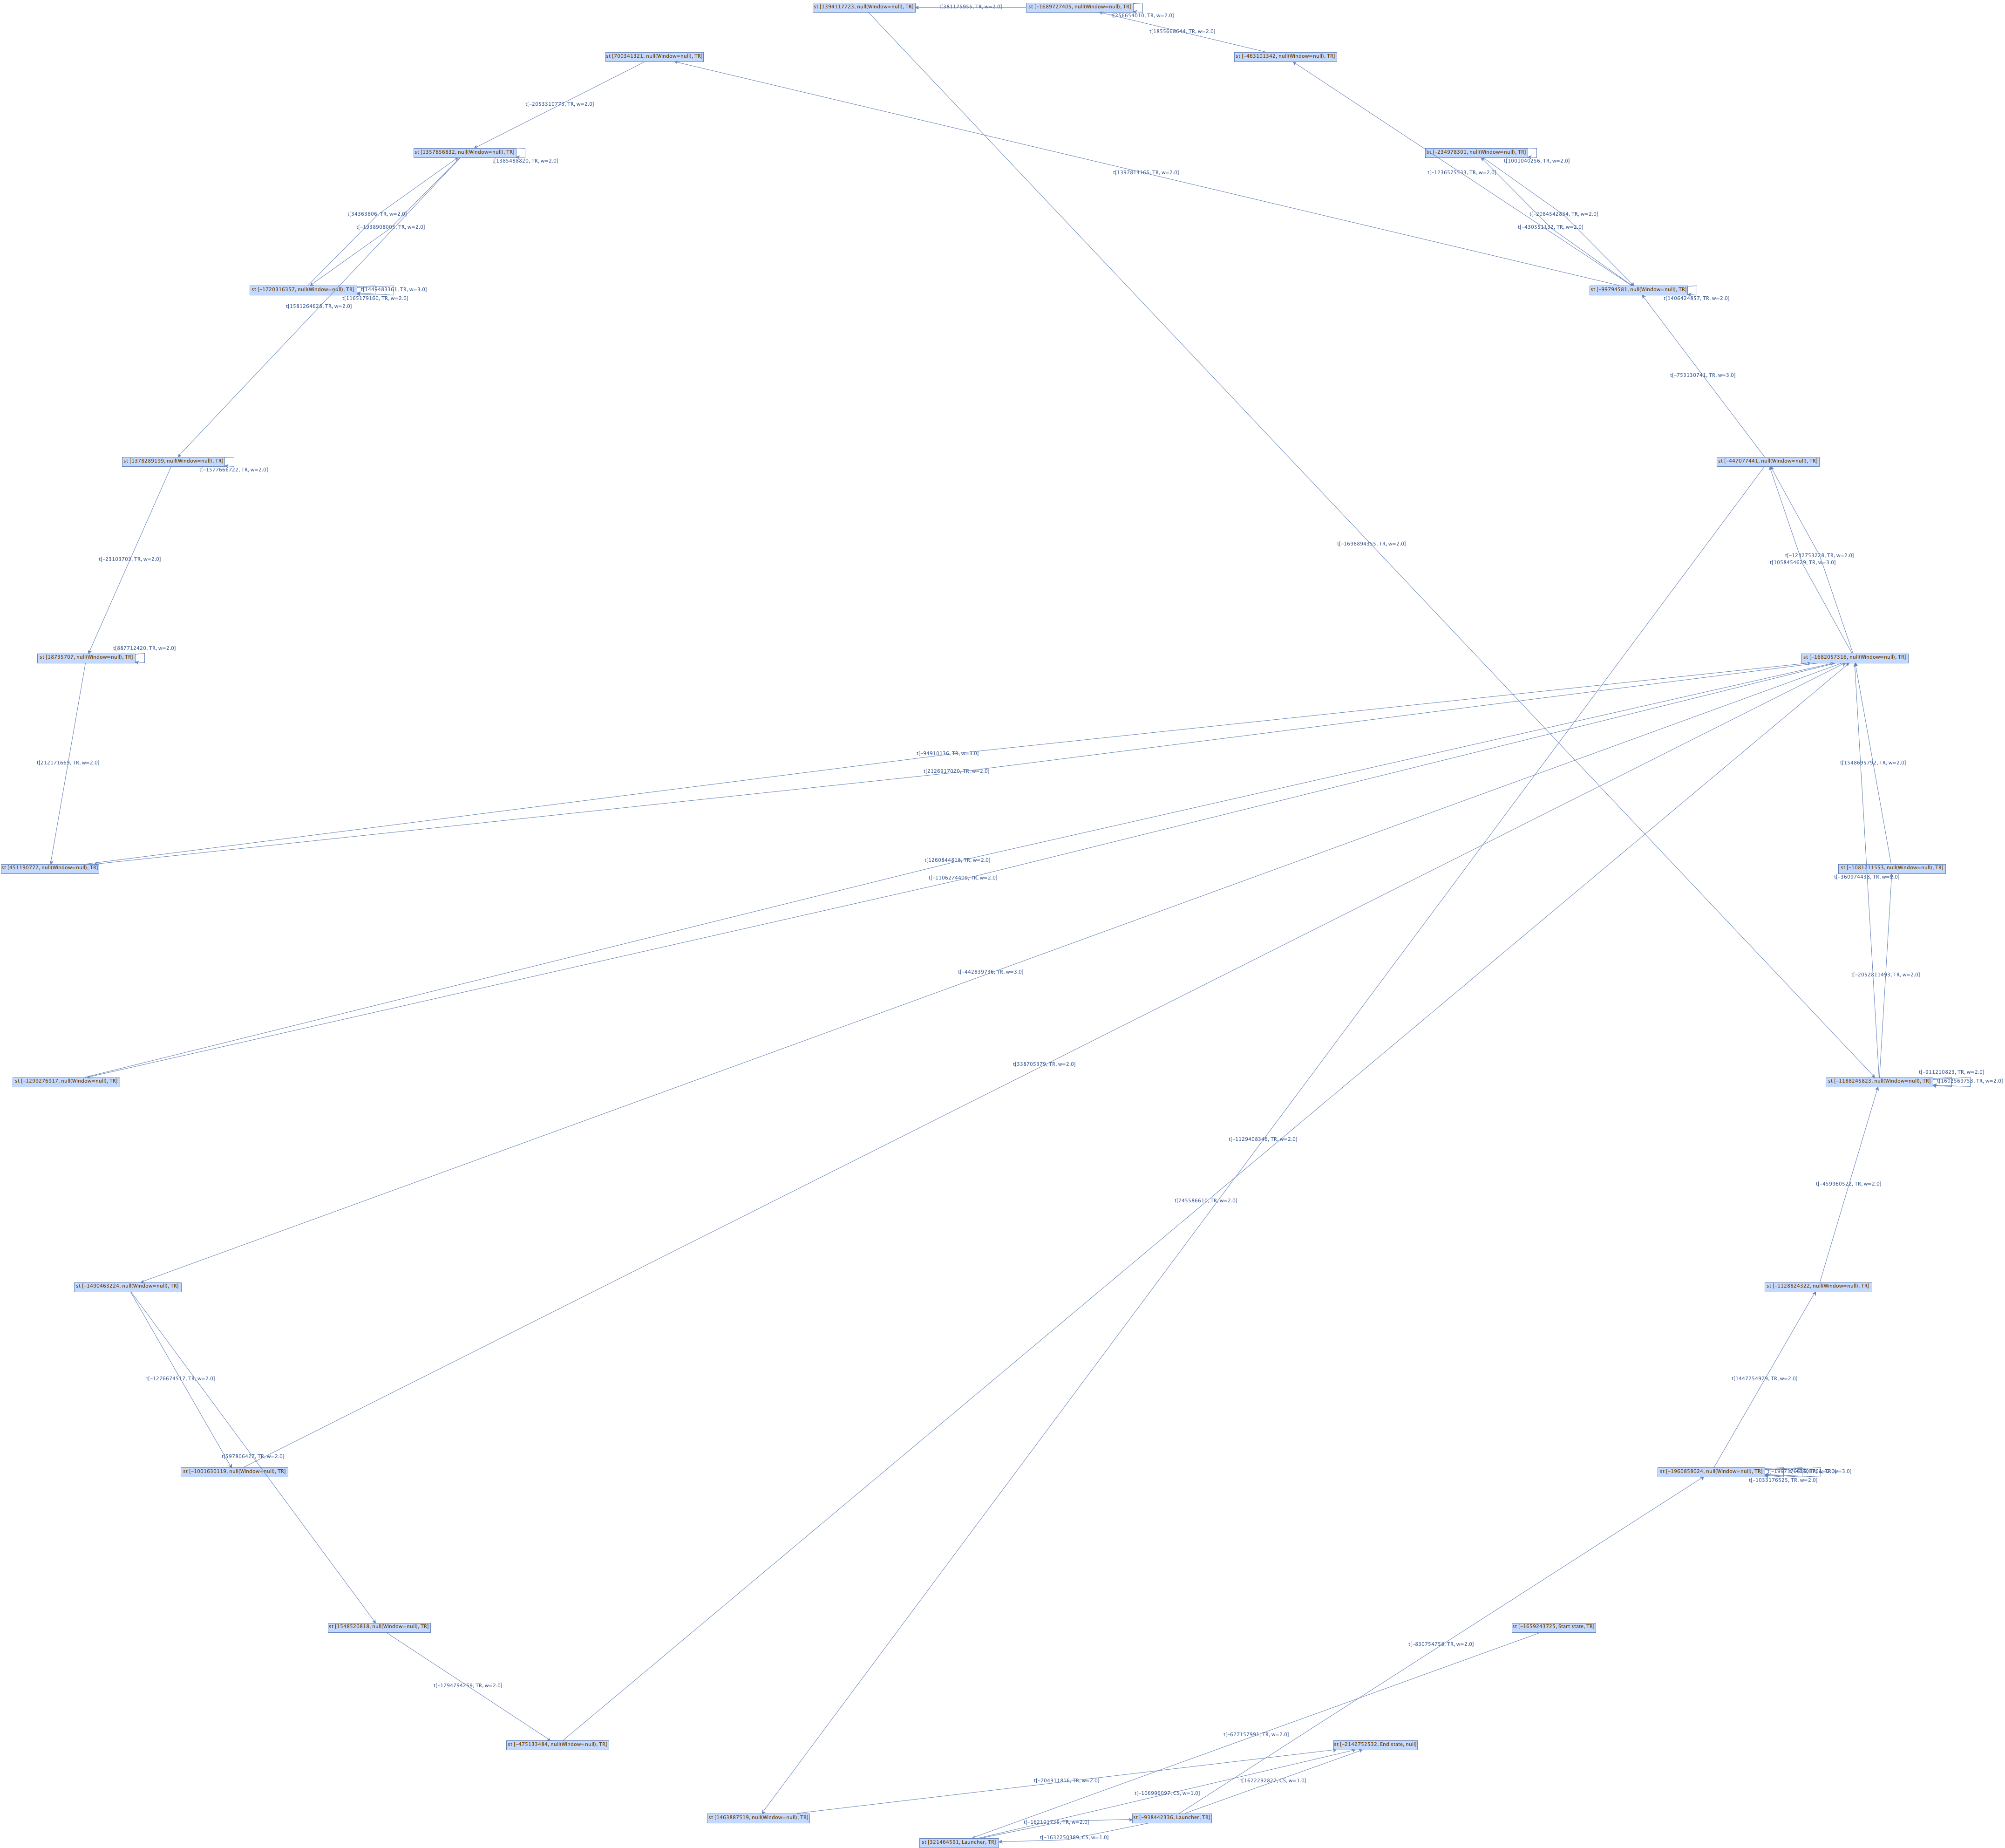 st [1394117723, null(Window=null), TR]
t[381175955, TR, w=2.0]
st [-1689727405, null(Window=null), TR]
t[256654010, TR, w=2.0]
t[1855668644, TR, w=2.0]
st [700341321, null(Window=null), TR]
st [-463101342, null(Window=null), TR]
t[-2053310773, TR, w=2.0]
st [1357856832, null(Window=null), TR]
t[1385488820, TR, w=2.0]
st [-234978301, null(Window=null), TR]
t[1001040256, TR, w=2.0]
t[1397813165, TR, w=2.0]
t[-1236575533, TR, w=2.0]
t[34363806, TR, w=2.0]
t[-1938908005, TR, w=2.0]
t[-2084542834, TR, w=2.0]
t[-430551132, TR, w=2.0]
st [-1720316357, null(Window=null), TR]
t[1449483361, TR, w=3.0]
t[1165179160, TR, w=2.0]
t[1581264628, TR, w=2.0]
st [-99794581, null(Window=null), TR]
t[1406424857, TR, w=2.0]
t[-753130741, TR, w=3.0]
st [1378289199, null(Window=null), TR]
t[-1577666722, TR, w=2.0]
st [-447077441, null(Window=null), TR]
t[-1698894355, TR, w=2.0]
t[-23103703, TR, w=2.0]
t[-1232753228, TR, w=2.0]
t[1058454629, TR, w=3.0]
t[887712420, TR, w=2.0]
st [18735707, null(Window=null), TR]
st [-1682057316, null(Window=null), TR]
t[-94910136, TR, w=3.0]
t[212171669, TR, w=2.0]
t[2126917020, TR, w=2.0]
t[1548695792, TR, w=2.0]
st [451190772, null(Window=null), TR]
t[1260844818, TR, w=2.0]
t[-1106274409, TR, w=2.0]
st [-1081211553, null(Window=null), TR]
t[-360974438, TR, w=2.0]
t[-442839736, TR, w=3.0]
t[-2052811493, TR, w=2.0]
t[338705379, TR, w=2.0]
st [-1299276917, null(Window=null), TR]
t[-911210823, TR, w=2.0]
st [-1188245823, null(Window=null), TR]
t[1802569753, TR, w=2.0]
t[-1129408346, TR, w=2.0]
t[745586610, TR, w=2.0]
t[-459960522, TR, w=2.0]
st [-1490463224, null(Window=null), TR]
st [-1128824322, null(Window=null), TR]
t[-1276674517, TR, w=2.0]
t[1447254979, TR, w=2.0]
t[597806427, TR, w=2.0]
st [-1001630119, null(Window=null), TR]
st [-1960858024, null(Window=null), TR]
w=3.0]
t[-1033176525, TR, w=2.0]
st [1548520818, null(Window=null), TR]
st [-1659243725, Start state, TR]
t[-830754758, TR, w=2.0]
t[-1794794259, TR, w=2.0]
t[-627157991, TR, w=2.0]
st [-475133484, null(Window=null), TR]
st [-2142752532, End state, null]
t[-704911816, TR, w=2.0]
t[1622292827, CS, w=1.0]
t[-106996097, CS, w=1.0]
st [1463887519, null(Window=null), TR]
st [-938442336, Launcher, TR]
t[-162101735, TR, w=2.0]
t[-1632250389, CS, w=1.0]
st [321464591, Launcher, TR]